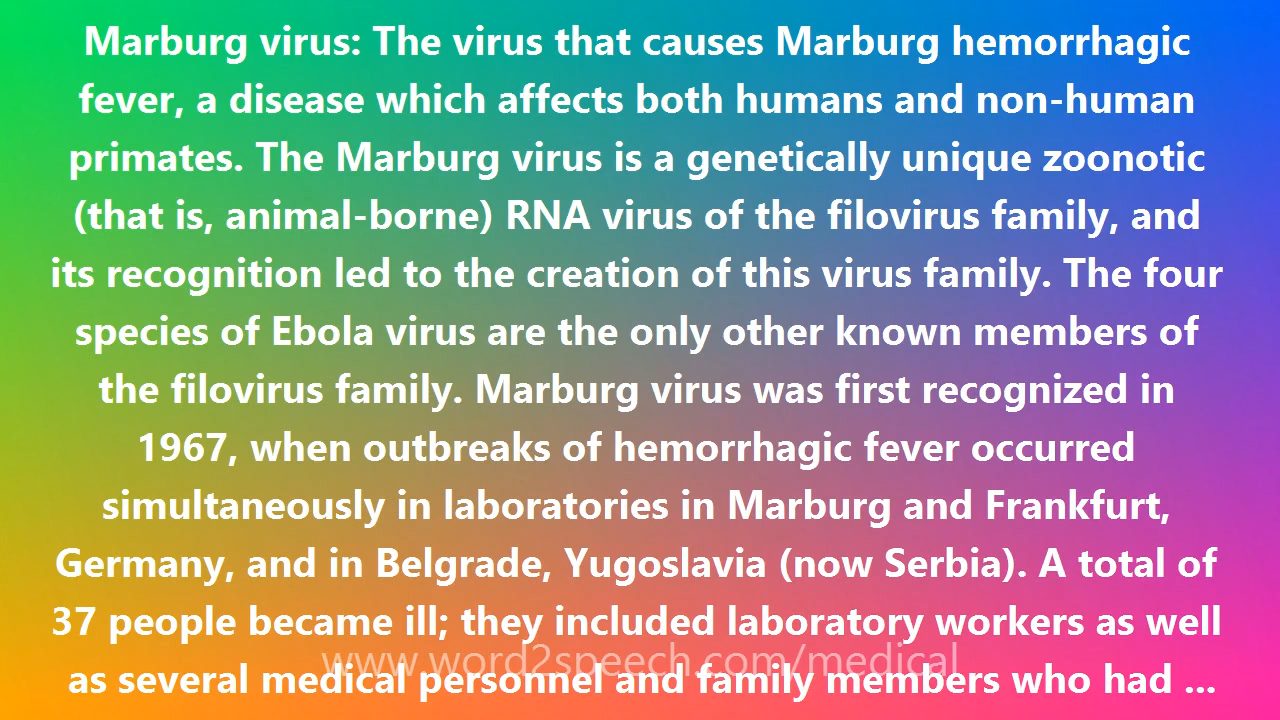 Marburg virus: The virus that causes Marburg hemorrhagic
fever, a disease which affects both humans and non-human
primates. The Marburg virus is a genetically unique zoonotic
(that is, animal-borne) RNA virus of the filovirus family, and
its recognition led to the creation of this virus family. The four
species of Ebola virus are the only other known members of
the filovirus family. Marburg virus was first recognized in
1967, when outbreaks of hemorrhagic fever occurred
simultaneously in laboratories in Marburg and Frankfurt,
Germany, and in Belgrade, Yugoslavia (now Serbia). A total of
37 people became ill; they included laboratory workers as well
www.word2speech.com/medical
as several medical personnel and family members who had ...